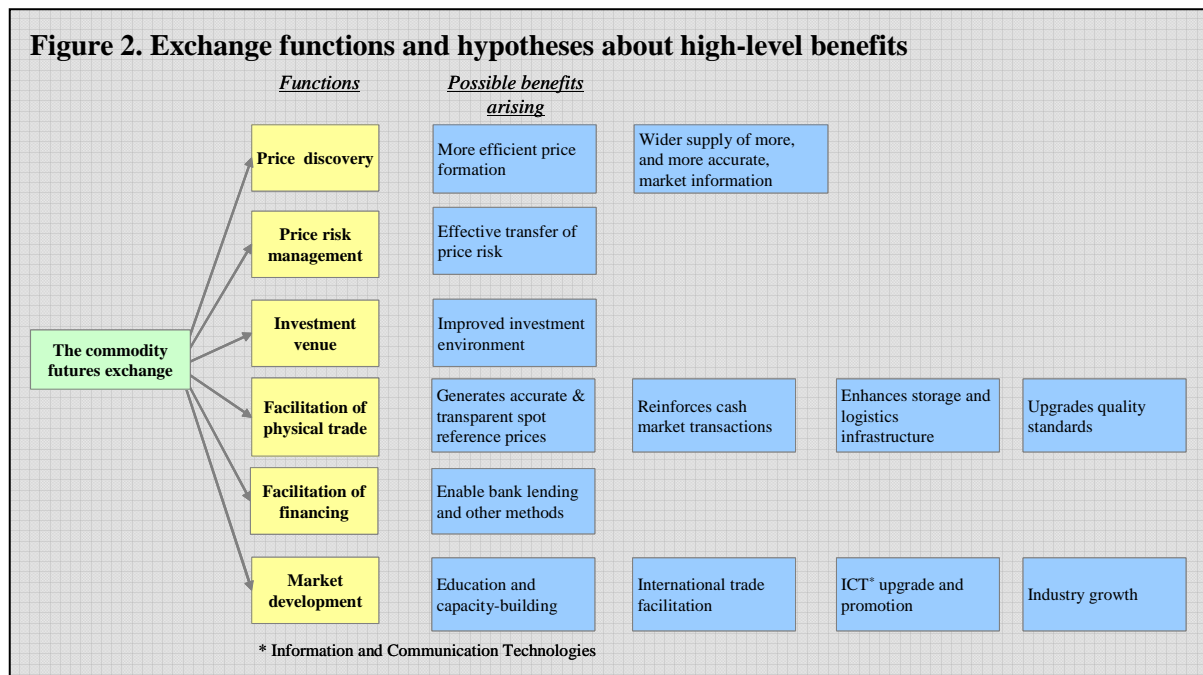 Figure 2. Exchange functions and hypotheses about high-level benefits
Functions
Possible benefits
arising
The commodity
futures exchange
Price discovery
More efficient price
formation
Wider supply of more,
and more accurate,
market information
Price risk
management
Effective transfer of
price risk
Investment
venue
Improved investment
environment
Facilitation of
physical trade
Generates accurate &
transparent spot
reference prices
Reinforces cash
market transactions
Enhances storage and
logistics
infrastructure
Upgrades quality
standards
Facilitation of
financing
Enable bank lending
and other methods
Market
development
Education and
capacity-building
International trade
facilitation
ICT* upgrade and
promotion
Industry growth
* Information and Communication Technologies